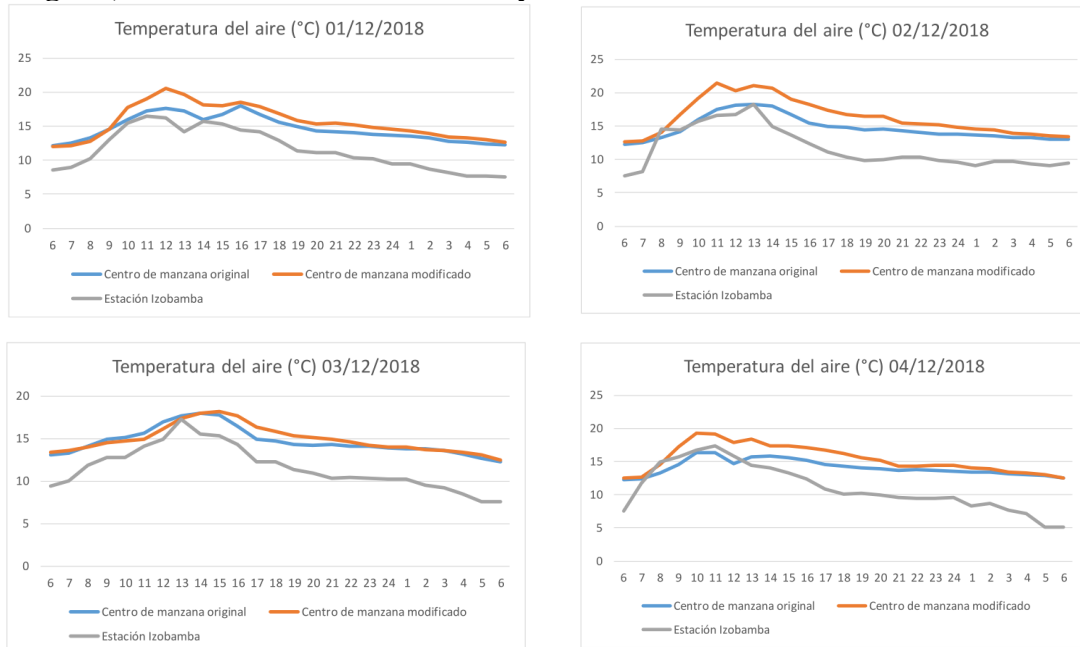 Temperatura del aire (°C) 01/12/2018
25
20
15
10
5
0
6 7 8 9 10 11 12 13 14 15 16 17 18 19 20 21 22 23 24 1 2 3 4 5 6
Centro de manzana original
Centro de manzana modificado
Estación Izobamba
Temperatura del aire (°C) 02/12/2018
25
20
15
10
5
0
6 7 8 9 10 11 12 13 14 15 16 17 18 19 20 21 22 23 24 1 2 3 4 5 6
Centro de manzana original
Centro de manzana modificado
Estación Izobamba
Temperatura del aire (°C) 03/12/2018
20
15
10
5
0
6 7 8 9 10 11 12 13 14 15 16 17 18 19 20 21 22 23 24 1 2 3 4 5 6
Centro de manzana original
Centro de manzana modificado
Estación Izobamba
Temperatura del aire (°C) 04/12/2018
25
20
15
10
5
0
6 7 8 9 10 11 12 13 14 15 16 17 18 19 20 21 22 23 24 1 2 3 4 5 6
Centro de manzana original
Centro de manzana modificado
Estación Izobamba